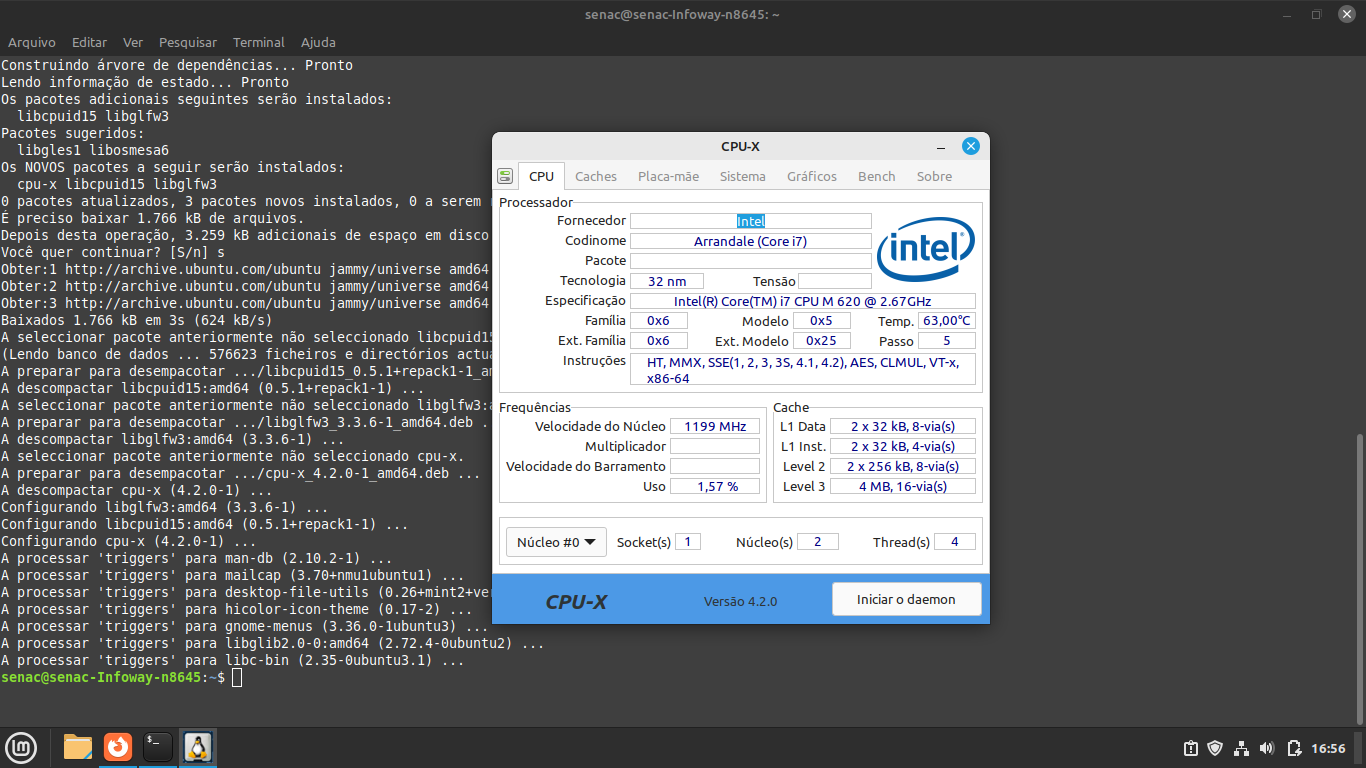 senac@senac-Infoway-n8645: ~
Arquivo Editar Ver Pesquisar Terminal Ajuda
Construindo árvore de dependências... Pronto
Lendo informação de estado... Pronto
Os pacotes adicionais seguintes serão instalados:
libcpuid15 libglfw3
Pacotes sugeridos:
libgles1 libosmesa6
Os NOVOS pacotes a seguir serão instalados:
cpu-x libcpuid15 libglfw3
0 pacotes atualizados, 3 pacotes novos instalados, 0 a serem
É preciso baixar 1.766 kB de arquivos.
Depois desta operação, 3.259 kB adicionais de espaço em disco
Você quer continuar? [S/n] s
Obter:1 http://archive.ubuntu.com/ubuntu jammy/universe amd64
Obter:2 http://archive.ubuntu.com/ubuntu jammy/universe amd64
Obter:3 http://archive.ubuntu.com/ubuntu jammy/universe amd64
Baixados 1.766 kB em 3s (624 kB/s)
A seleccionar pacote anteriormente não seleccionado libcpuid15
(Lendo banco de dados ... 576623 ficheiros e directórios actua
A preparar para desempacotar .../libcpuid15_0.5.1+repack1-1_am
A descompactar libcpuid15:amd64 (0.5.1+repack1-1) ...
A seleccionar pacote anteriormente não seleccionado libglfw3:a
A preparar para desempacotar .../libglfw3_3.3.6-1_amd64.deb .
A descompactar libglfw3:amd64 (3.3.6-1) ...
A seleccionar pacote anteriormente não seleccionado cpu-x.
A preparar para desempacotar .../cpu-x_4.2.0-1_amd64.deb ...
A descompactar cpu-x (4.2.0-1) ...
Configurando libglfw3:amd64 (3.3.6-1) ...
Configurando libcpuid15:amd64 (0.5.1+repack1-1) ...
Configurando cpu-x (4.2.0-1) ...
A processar 'triggers' para man-db (2.10.2-1) ...
A processar 'triggers' para mailcap (3.70+nmu1ubuntu1) ...
A processar 'triggers' para desktop-file-utils (0.26+mint2+ve
A processar 'triggers' para hicolor-icon-theme (0.17-2) ...
A processar 'triggers' para gnome-menus (3.36.0-1ubuntu3) ...
A processar 'triggers' para libglib2.0-0:amd64 (2.72.4-0ubuntu2) ...
A processar 'triggers' para libc-bin (2.35-0ubuntu3.1) ...
senac@senac-Infoway-n8645:~$
CPU-X
CPU Caches Placa-mãe Sistema Gráficos Bench Sobre
Processador
Fornecedor Intel
Codinome Arrandale (Core i7)
Pacote
Tecnologia 32 nm Tensão
Especificação Intel(R) Core(TM) i7 CPU M 620 @ 2.67GHz
Família 0x6 Modelo 0x5 Temp. 63,00°C
Ext. Família 0x6 Ext. Modelo 0x25 Passo 5
Instruções HT, MMX, SSE(1, 2, 3, 3S, 4.1, 4.2), AES, CLMUL, VT-x,
x86-64
intel
Frequências
Velocidade do Núcleo 1199 MHz
Multiplicador
Velocidade do Barramento
Uso 1,57 %
Cache
L1 Data 2 x 32 kB, 8-via(s)
L1 Inst. 2 x 32 kB, 4-via(s)
Level 2 2 x 256 kB, 8-via(s)
Level 3 4 MB, 16-via(s)
Núcleo #0 Socket(s) 1 Núcleo(s) 2 Thread(s) 4
CPU-X Versão 4.2.0 Iniciar o daemon
16:56